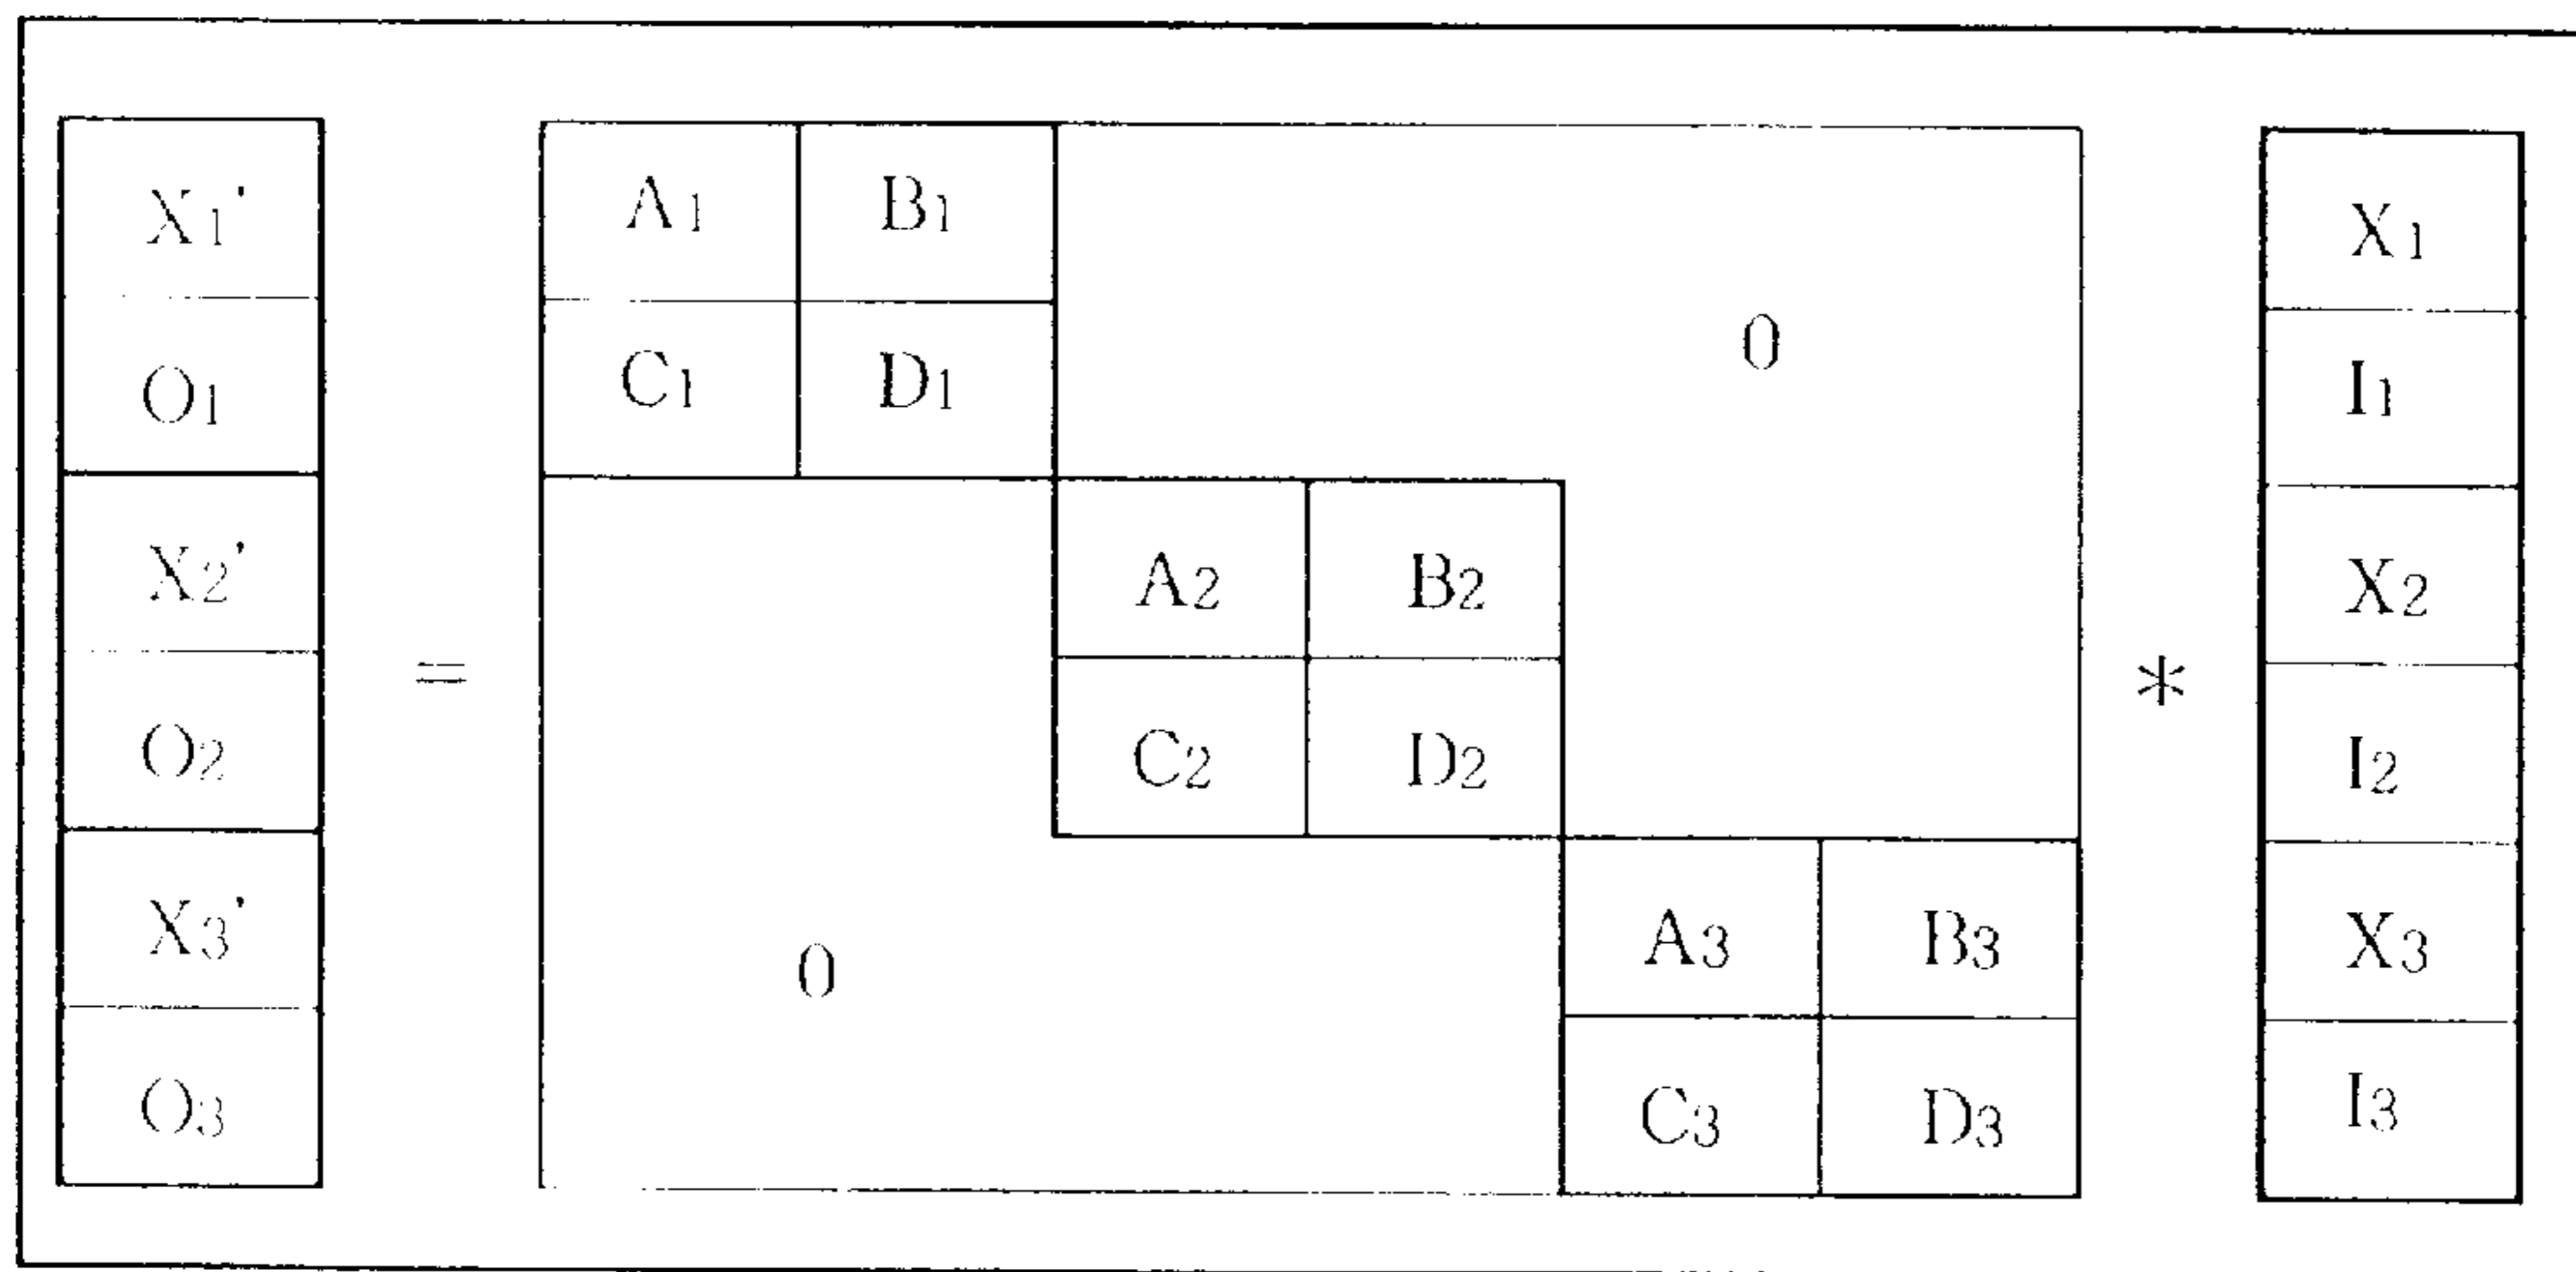 X1' A1 B1 X1
O1 C1 D1 0 I1
X2' A2 B2 X2
= *
O2 C2 D2 I2
X3' 0 A3 B3 X3
O3 C3 D3 I3